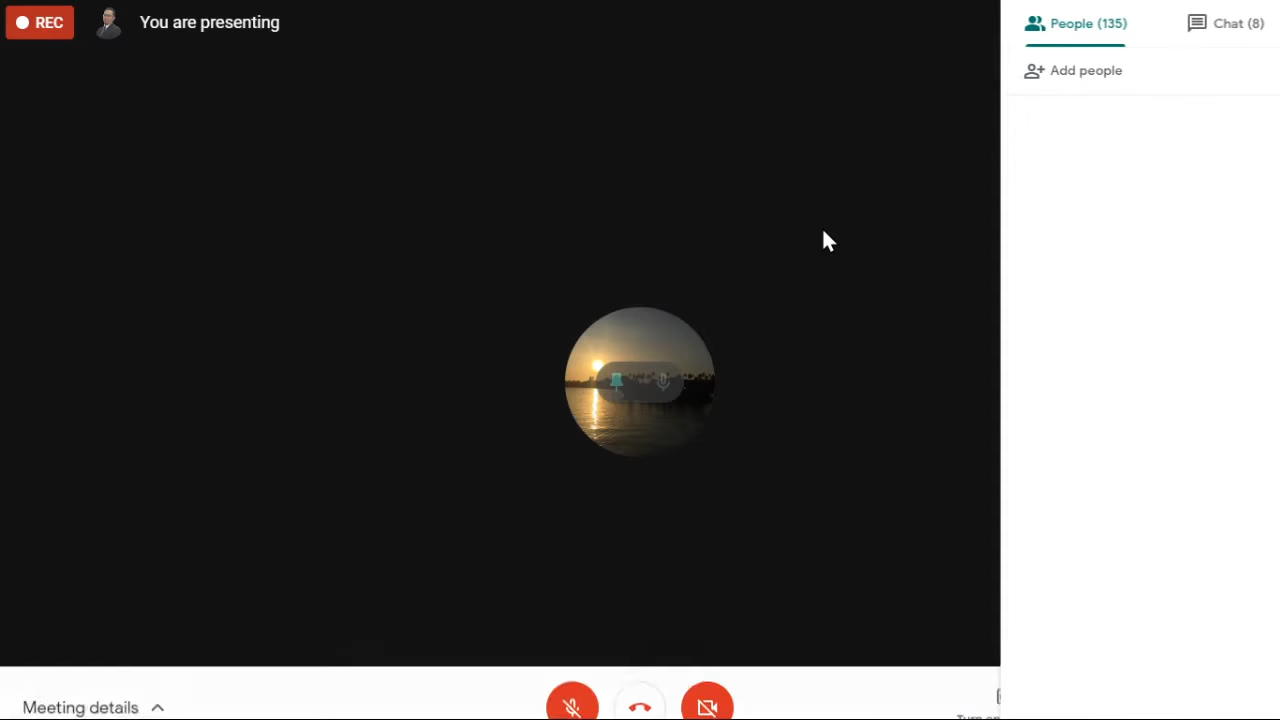 REC
You are presenting
People (135)
Chat (8)
Add people
Meeting details